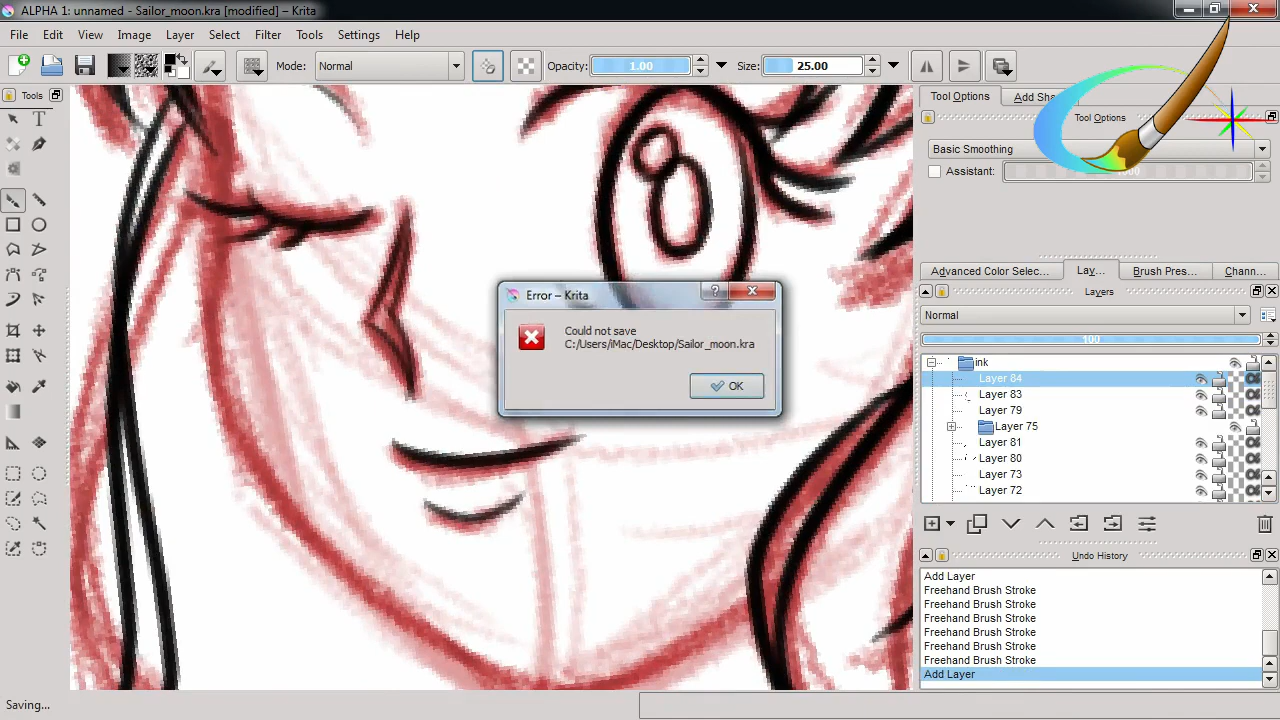 ALPHA 1: unnamed - Sailor_moon.kra [modified] – Krita
File Edit View Image Layer Select Filter Tools Settings Help
Mode: Normal Opacity: 1.00 Size: 25.00
Tools
Tool Options Add Sha
Tool Options
Basic Smoothing
Assistant:
Error – Krita
Could not save
C:/Users/iMac/Desktop/Sailor_moon.kra
OK
Advanced Color Selec... Lay... Brush Pres... Chann...
Layers
Normal
100
ink
Layer 84
Layer 83
Layer 79
Layer 75
Layer 81
Layer 80
Layer 73
Layer 72
Undo History
Add Layer
Freehand Brush Stroke
Freehand Brush Stroke
Freehand Brush Stroke
Freehand Brush Stroke
Freehand Brush Stroke
Freehand Brush Stroke
Add Layer
Saving...